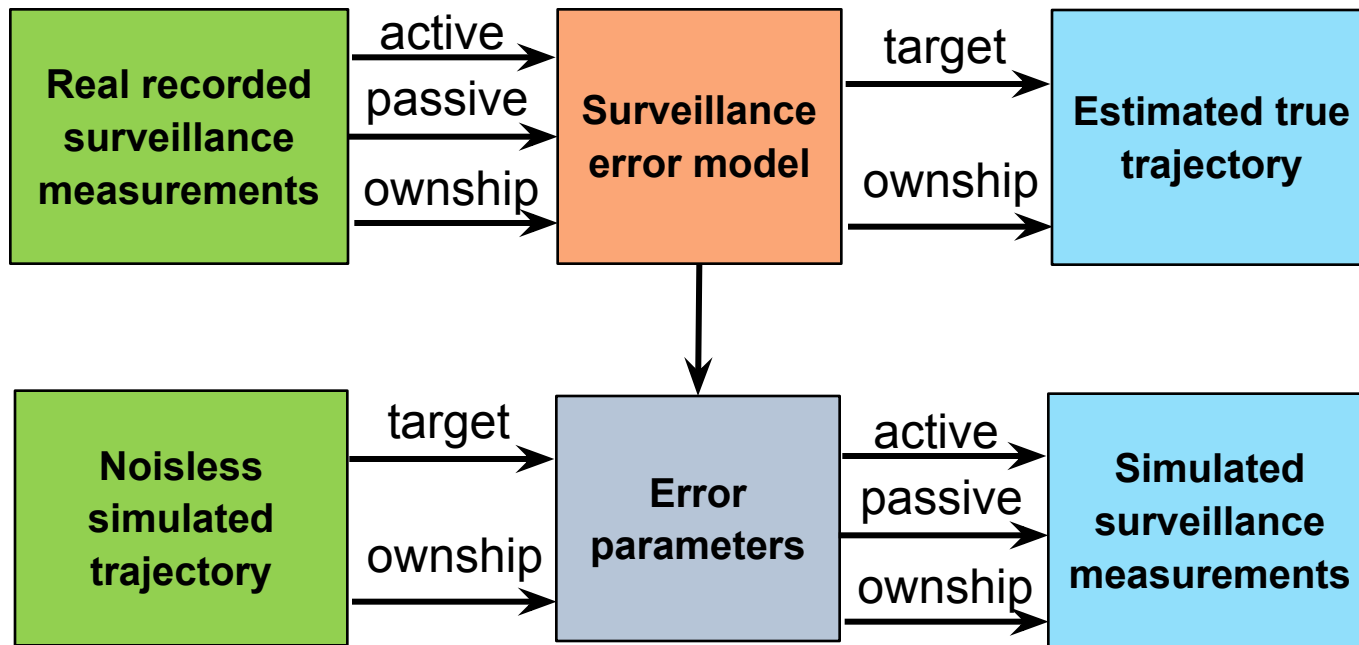 Real recorded
surveillance
measurements
active
passive
ownship
Surveillance
error model
target
ownship
Estimated true
trajectory
Noisless
simulated
trajectory
target
ownship
Error
parameters
active
passive
ownship
Simulated
surveillance
measurements